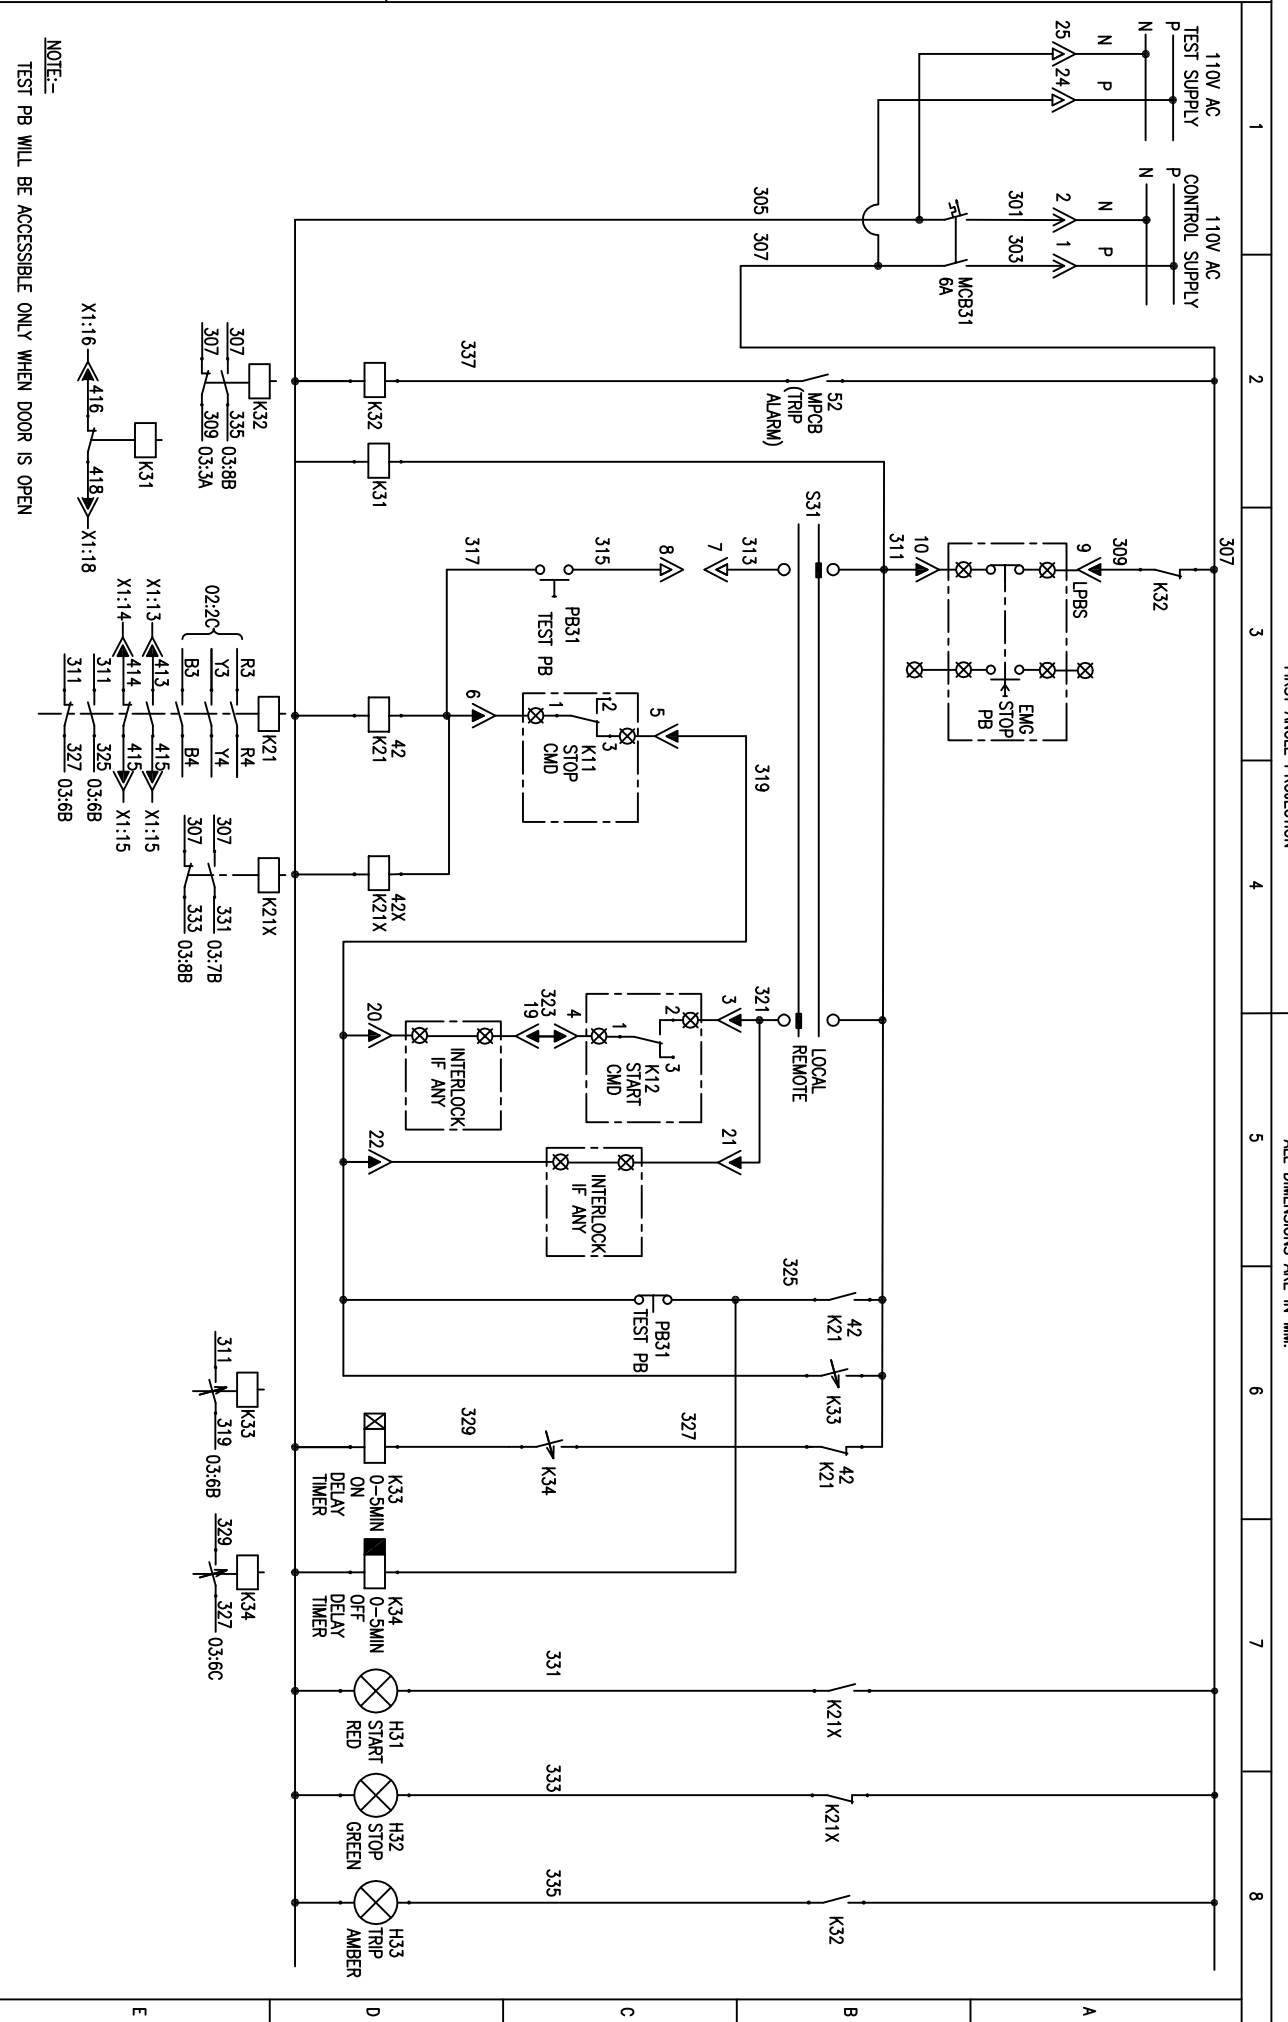 1
2
3
4
5
6
7
8
A
B
C
D
E
ALL DIMENSIONS ARE IN MM.
110V AC
TEST SUPPLY
P
N
N
P
25
24
110V AC
CONTROL SUPPLY
P
N
N
P
2
1
301
303
MCB31
6A
305
307
307
52
MPCB
(TRIP
ALARM)
337
K32
K31
K32
309
9
LPBS
EMG
STOP
PB
10
311
S31
LOCAL
REMOTE
313
7
8
315
PB31
TEST PB
317
6
1
2
3
5
K11
STOP
CMD
319
42
K21
42X
K21X
321
3
2
1
3
K12
START
CMD
4
323
19
INTERLOCK
IF ANY
20
21
INTERLOCK
IF ANY
22
42
K21
325
PB31
TEST PB
K33
42
K21
327
K34
329
K33
0-5MIN
ON
DELAY
TIMER
K34
0-5MIN
OFF
DELAY
TIMER
K21X
331
H31
START
RED
K21X
333
H32
STOP
GREEN
K32
335
H33
TRIP
AMBER
K32
307 335 03:8B
307 309 03:3A
K31
X1:16 416 418 X1:18
K21
02:2C
R3 R4
Y3 Y4
B3 B4
X1:13 413 415 X1:15
X1:14 414 415 X1:15
311 325 03:6B
311 327 03:6B
K21X
307 331 03:7B
307 333 03:8B
K33
311 319 03:6B
K34
329 327 03:6C
NOTE:-
TEST PB WILL BE ACCESSIBLE ONLY WHEN DOOR IS OPEN